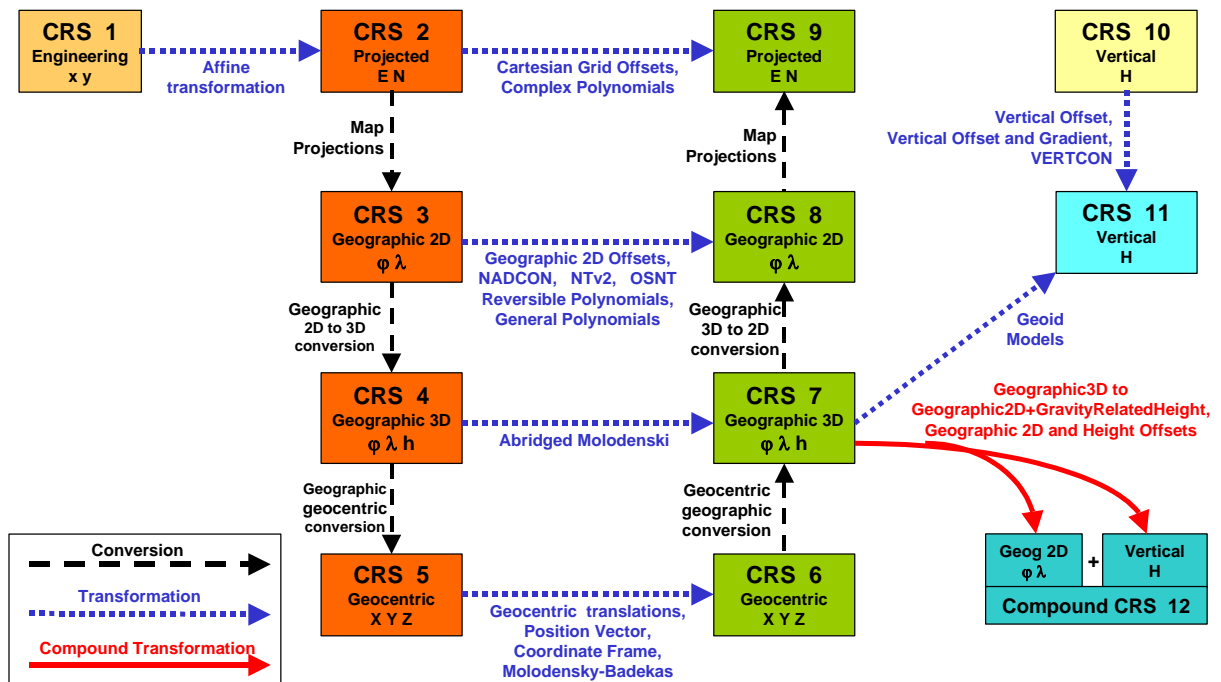 CRS 1
Engineering
x y
Affine
transformation
CRS 2
Projected
E N
Cartesian Grid Offsets,
Complex Polynomials
CRS 9
Projected
E N
CRS 10
Vertical
H
Map
Projections
Map
Projections
Vertical Offset,
Vertical Offset and Gradient,
VERTCON
CRS 3
Geographic 2D
φ λ
Geographic 2D Offsets,
NADCON, NTv2, OSNT
Reversible Polynomials,
General Polynomials
CRS 8
Geographic 2D
φ λ
CRS 11
Vertical
H
Geographic
2D to 3D
conversion
Geographic
3D to 2D
conversion
Geoid
Models
CRS 4
Geographic 3D
φ λ h
Abridged Molodenski
CRS 7
Geographic 3D
φ λ h
Geographic3D to
Geographic2D+GravityRelatedHeight,
Geographic 2D and Height Offsets
Geographic
geocentric
conversion
Geocentric
geographic
conversion
CRS 5
Geocentric
X Y Z
Geocentric translations,
Position Vector,
Coordinate Frame,
Molodensky-Badekas
CRS 6
Geocentric
X Y Z
Geog 2D
φ λ
+
Vertical
H
Compound CRS 12
Conversion
Transformation
Compound Transformation